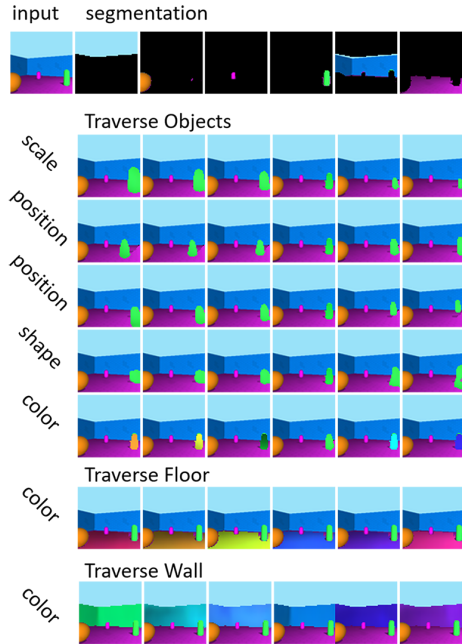 input segmentation
Traverse Objects
scale
position
position
shape
color
Traverse Floor
color
Traverse Wall
color